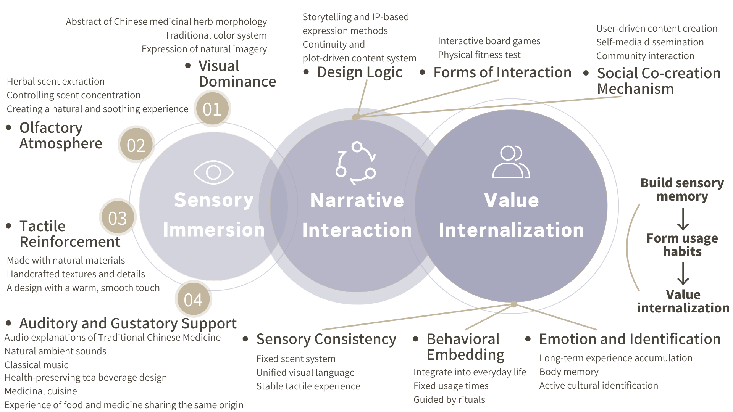 Abstract of Chinese medicinal herb morphology
Traditional color system
Expression of natural imagery
• Visual
Dominance
01
Herbal scent extraction
Controlling scent concentration
Creating a natural and soothing experience
• Olfactory
Atmosphere
02
03
• Tactile
Reinforcement
Made with natural materials
Handcrafted textures and details
A design with a warm, smooth touch
04
• Auditory and Gustatory Support
Audio explanations of Traditional Chinese Medicine
Natural ambient sounds
Classical music
Health-preserving tea beverage design
Medicinal cuisine
Experience of food and medicine sharing the same origin
Sensory
Immersion
Storytelling and IP-based
expression methods
Continuity and
plot-driven content system
• Design Logic
Interactive board games
Physical fitness test
• Forms of Interaction
User-driven content creation
Self-media dissemination
Community interaction
• Social Co-creation
Mechanism
Narrative
Interaction
Value
Internalization
• Sensory Consistency
Fixed scent system
Unified visual language
Stable tactile experience
• Behavioral
Embedding
Integrate into everyday life
Fixed usage times
Guided by rituals
• Emotion and Identification
Long-term experience accumulation
Body memory
Active cultural identification
Build sensory
memory
Form usage
habits
Value
internalization